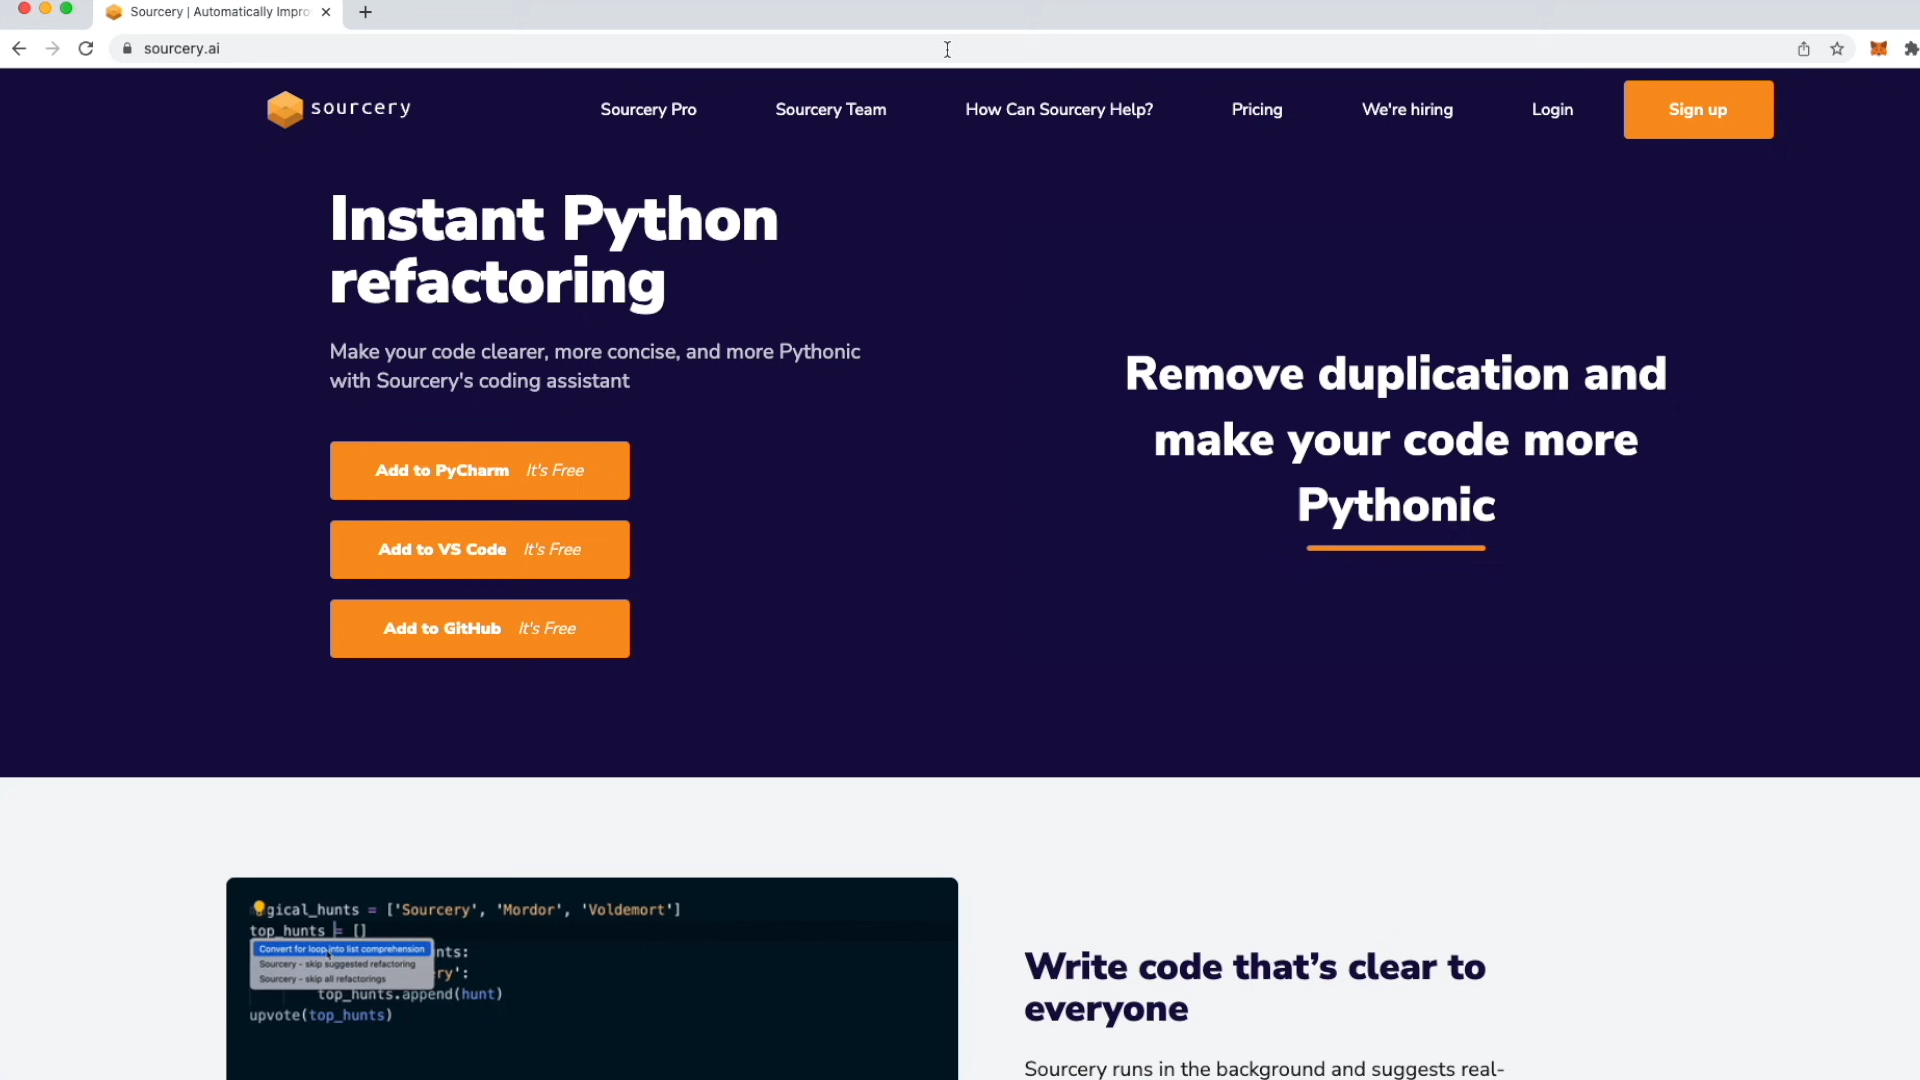 Sourcery | Automatically Impro
sourcery.ai
sourcery
Sourcery Pro
Sourcery Team
How Can Sourcery Help?
Pricing
We're hiring
Login
Sign up
Instant Python
refactoring
Make your code clearer, more concise, and more Pythonic
with Sourcery's coding assistant
Add to PyCharm It's Free
Add to VS Code It's Free
Add to GitHub It's Free
Remove duplication and
make your code more
Pythonic
gical_hunts = ['Sourcery', 'Mordor', 'Voldemort']
top_hunts = []
Convert for loop into list comprehension
nts:
Sourcery - skip suggested refactoring
ry':
Sourcery - skip all refactorings
top_hunts.append(hunt)
upvote(top_hunts)
Write code that’s clear to
everyone
Sourcery runs in the background and suggests real-